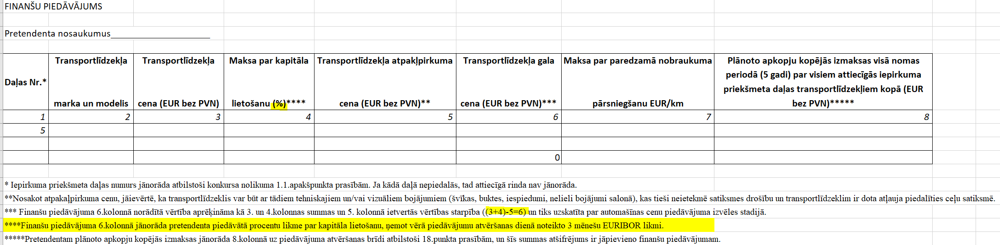 FINANŠU PIEDĀVĀJUMS
Pretendenta nosaukumus____________________
Daļas Nr.*
Transportlīdzekļa
marka un modelis
Transportlīdzekļa
cena (EUR bez PVN)
Maksa par kapitāla
lietošanu (%)****
Transportlīdzekļa atpakļpirkuma
cena (EUR bez PVN)**
Transportlīdzekļa gala
cena (EUR bez PVN)***
Maksa par paredzamā nobraukuma
pārsniegšanu EUR/km
Plānoto apkopju kopējās izmaksas visā nomas
periodā (5 gadi) par visiem attiecīgās iepirkuma
priekšmeta daļas transportlīdzekļiem kopā (EUR
bez PVN)*****
1 2 3 4 5 6 7 8
5
0
* Iepirkuma priekšmeta daļas numurs jānorāda atbilstoši konkursa nolikuma 1.1.apakšpunkta prasībām. Ja kādā daļā nepiedalās, tad attiecīgā rinda nav jānorāda.
**Nosakot atpakaļpirkuma cenu, jāievērtē, ka transportlīdzeklis var būt ar tādiem tehniskajiem un/vai vizuāliem bojājumiem (švīkas, buktes, iespiedumi, nelieli bojājumi salonā), kas tieši neietekmē satiksmes drošību un transportlīdzeklim ir dota atļauja piedalīties ceļu satiksmē.
*** Finanšu piedāvājuma 6.kolonnā norādītā vērtība aprēķināma kā 3. un 4.kolonnas summas un 5. kolonnā ietvertās vērtības starpība ((3+4)-5=6) un tiks uzskatīta par automašīnas cenu piedāvājuma izvēles stadijā.
****Finanšu piedāvājuma 6.kolonnā jānorāda pretendenta piedāvātā procentu likme par kapitāla lietošanu, ņemot vērā piedāvājumu atvēršanas dienā noteikto 3 mēnešu EURIBOR likmi.
*****Pretendentam plānoto apkopju kopējās izmaksas jānorāda 8.kolonnā uz piedāvājuma atvēršanas brīdi atbilstoši 18.punkta prasībām, un šīs summas atšifrējums ir jāpievieno finanšu piedāvājumam.